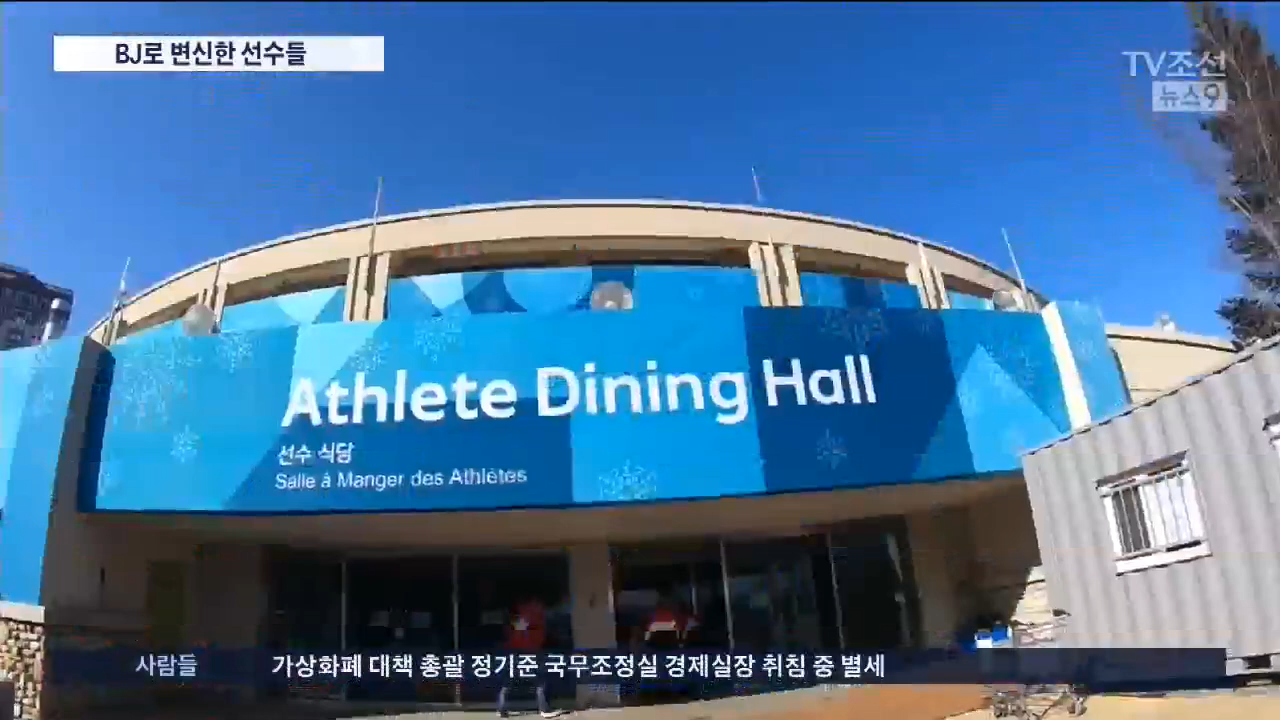 BJ로 변신한 선수들
TV조선
뉴스9
Athlete Dining Hall
선수 식당
Salle à Manger des Athlètes
사람들 가상화폐 대책 총괄 정기준 국무조정실 경제실장 취침 중 별세